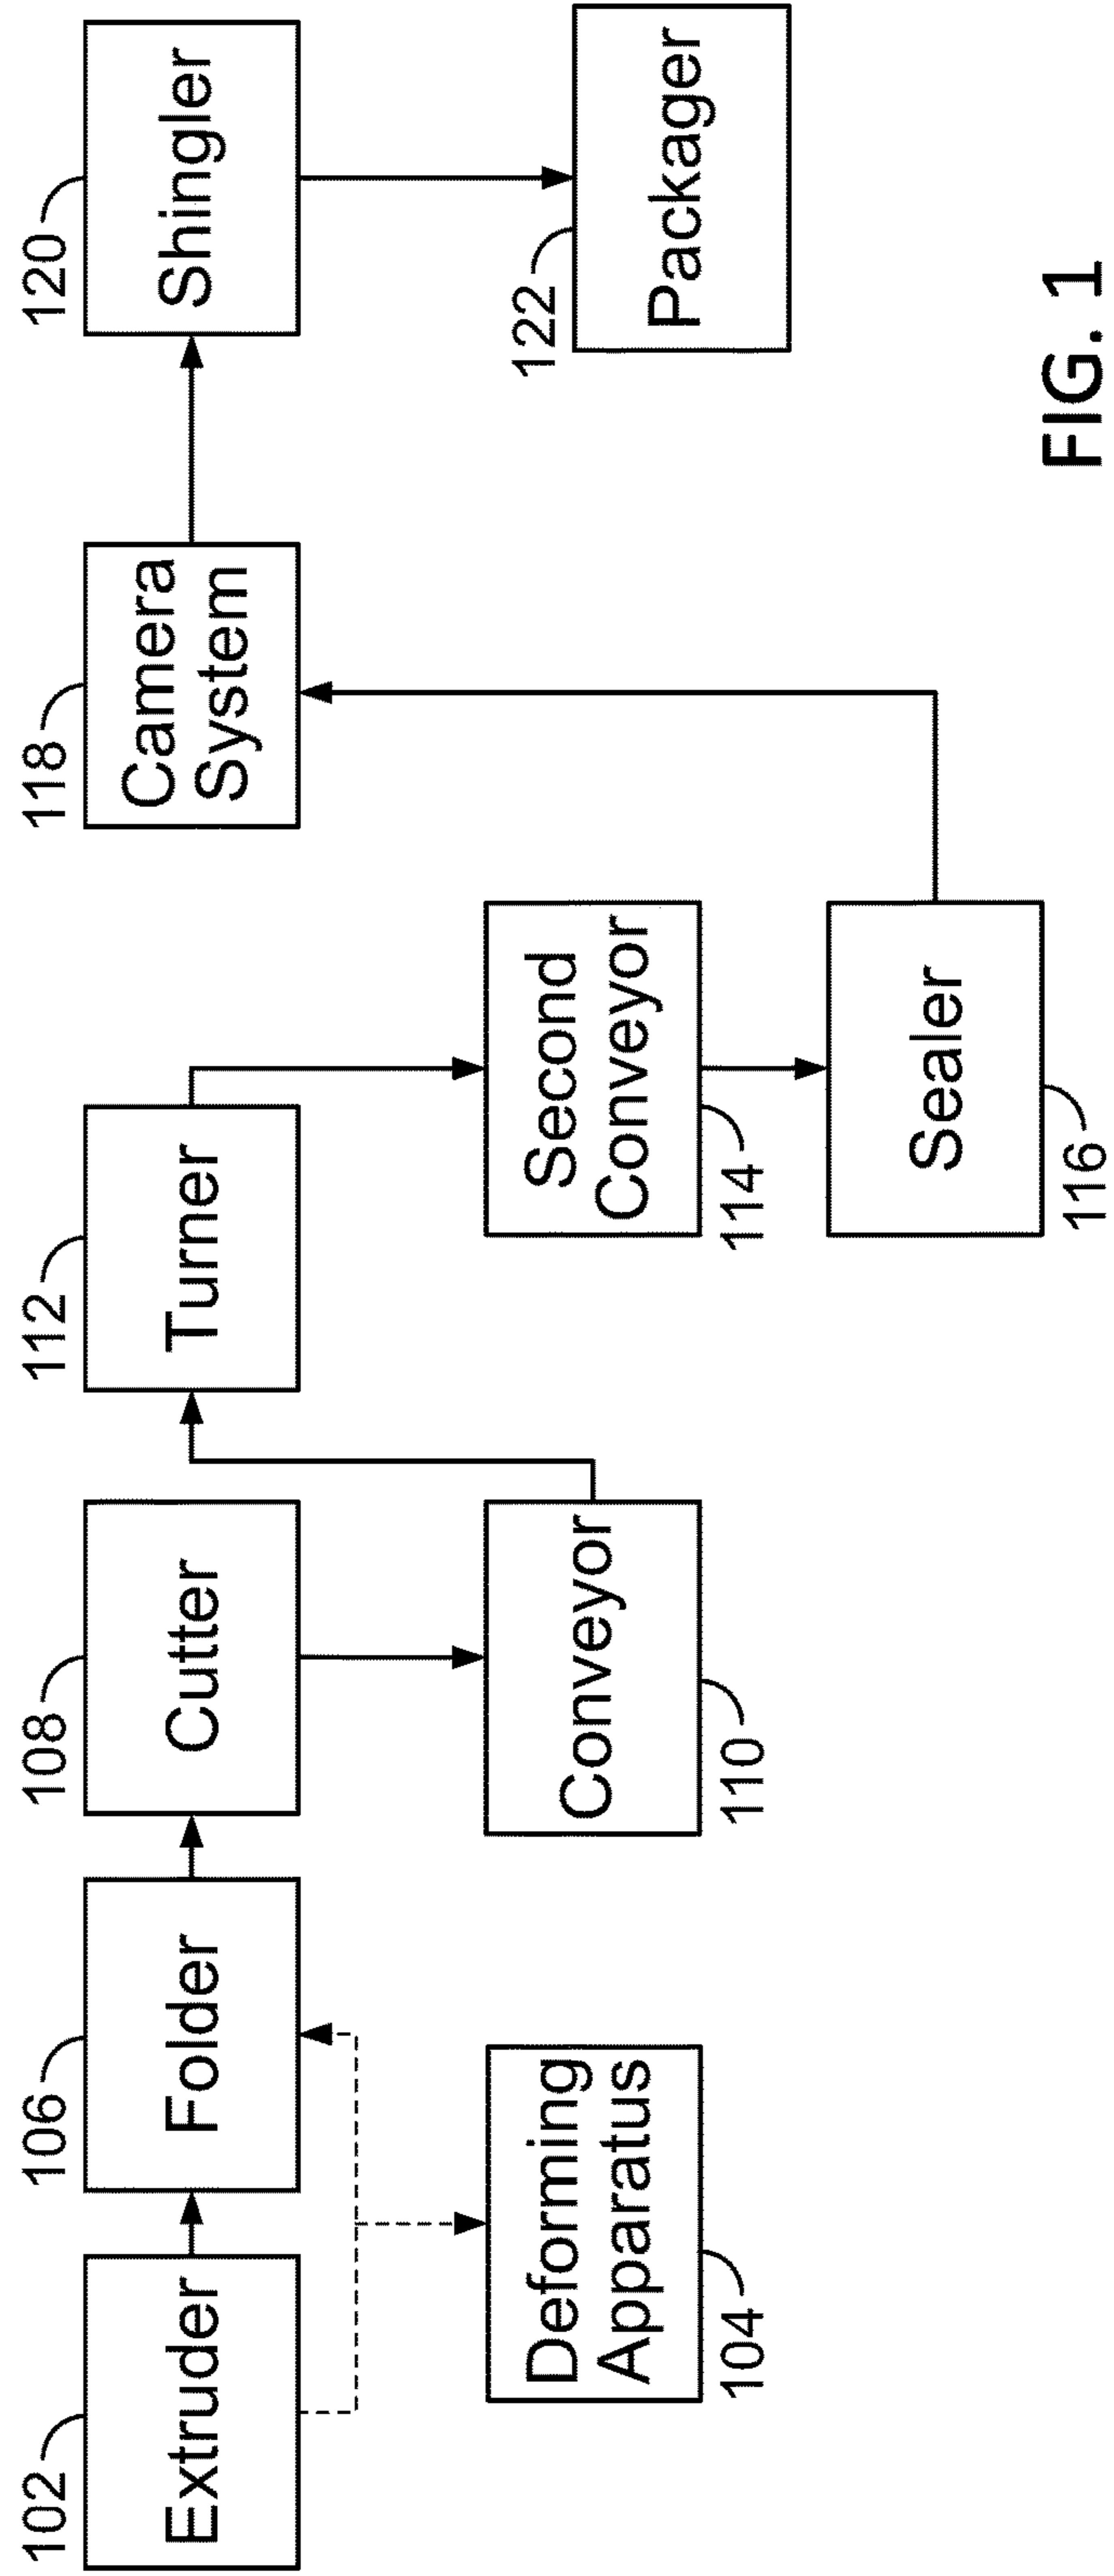 102
Extruder
106
Folder
108
Cutter
112
Turner
118
Camera
System
120
Shingler
Deforming
Apparatus
104
Conveyor
110
Second
Conveyor
114
122
Packager
Sealer
116
FIG. 1